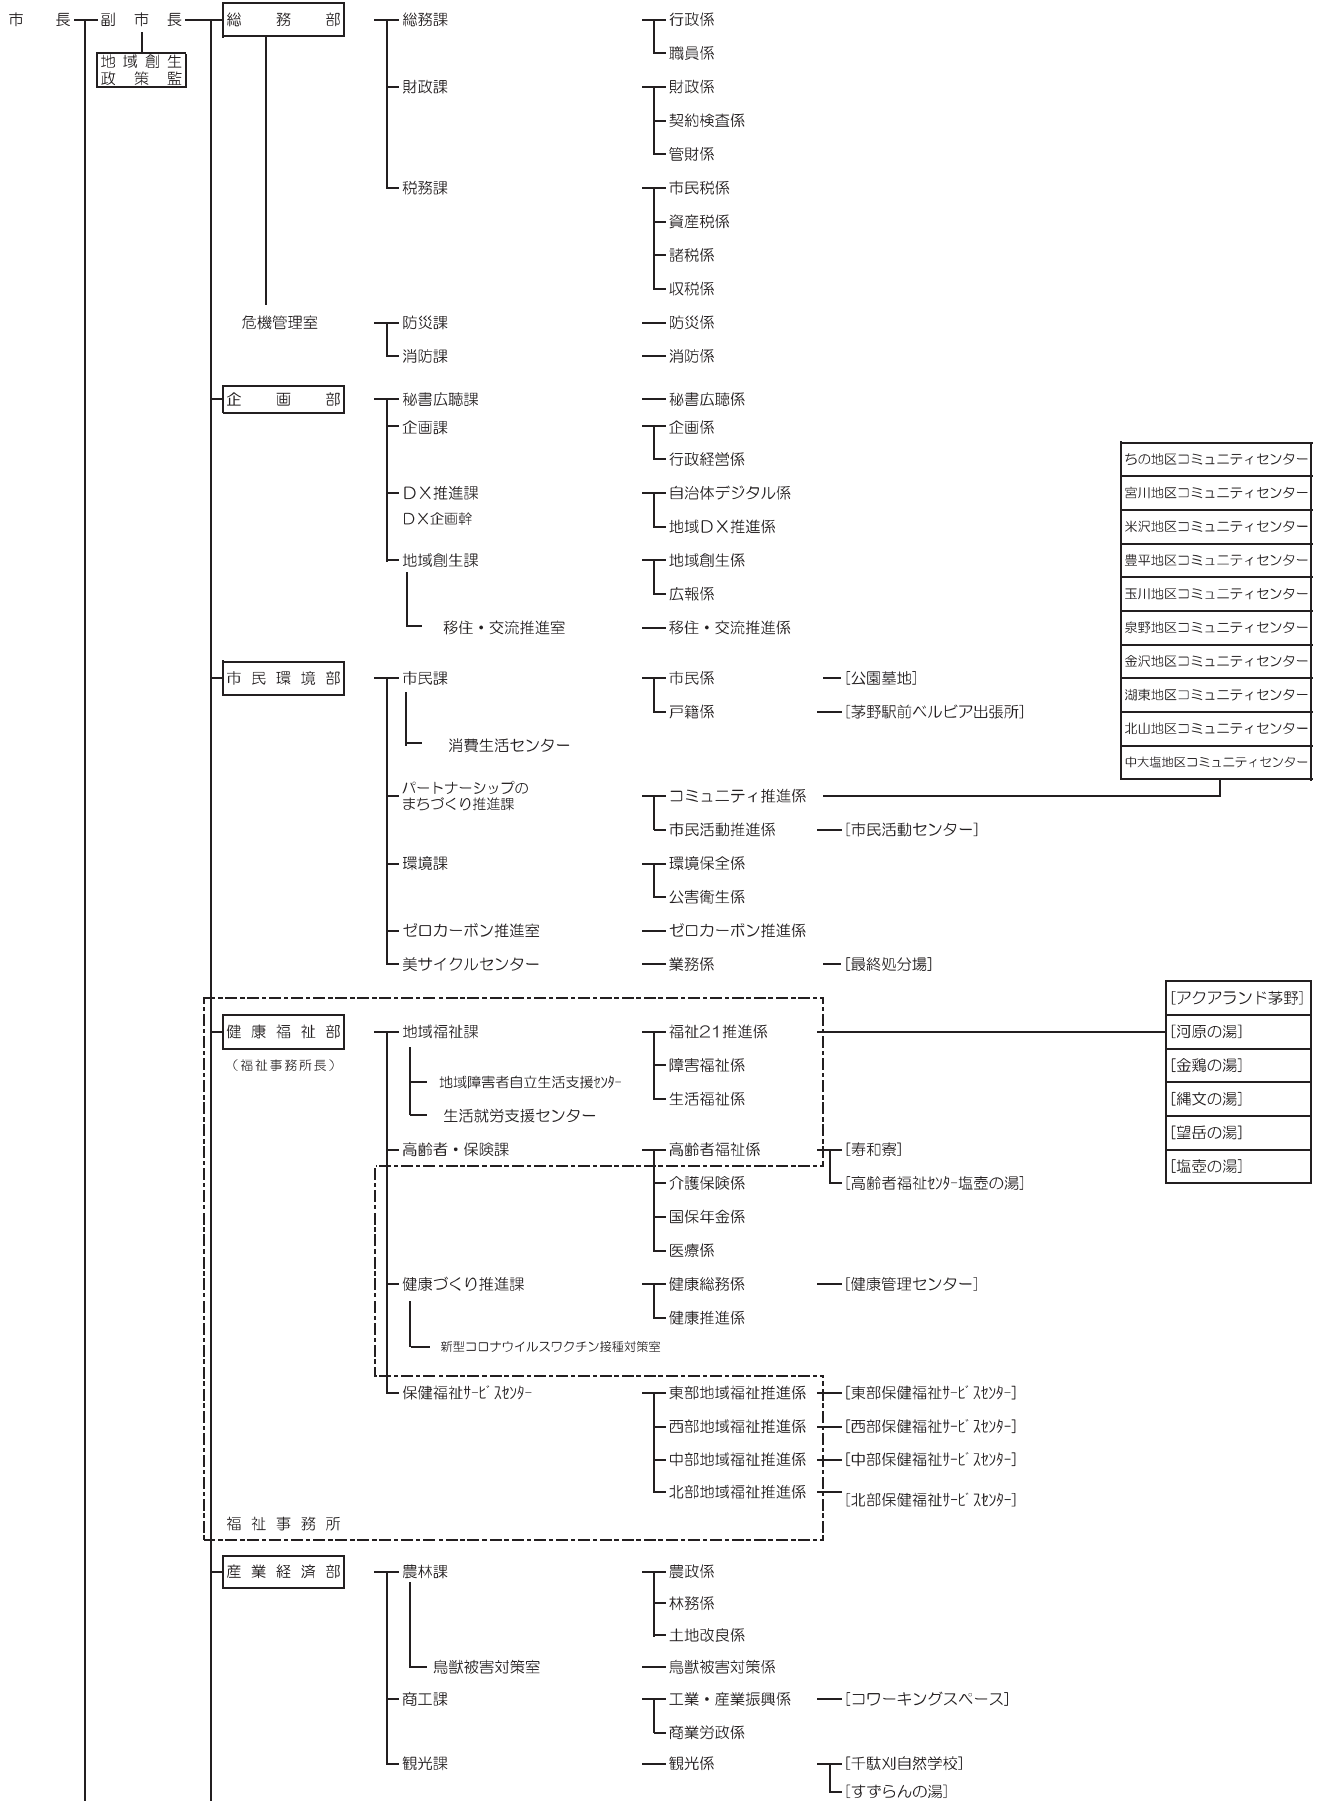 市長 副市長 総務部 総務課 行政係
職員係
地域創生
政策監
財政課 財政係
契約検査係
管財係
税務課 市民税係
資産税係
諸税係
収税係
危機管理室 防災課 防災係
消防課 消防係
企画部 秘書広聴課 秘書広聴係
企画課 企画係
行政経営係
ＤＸ推進課 自治体デジタル係
ＤＸ企画幹
地域ＤＸ推進係
地域創生課 地域創生係
広報係
移住・交流推進室 移住・交流推進係
ちの地区コミュニティセンター
宮川地区コミュニティセンター
米沢地区コミュニティセンター
豊平地区コミュニティセンター
玉川地区コミュニティセンター
泉野地区コミュニティセンター
金沢地区コミュニティセンター
湖東地区コミュニティセンター
北山地区コミュニティセンター
中大塩地区コミュニティセンター
市民環境部 市民課 市民係 [公園墓地]
戸籍係 [茅野駅前ベルビア出張所]
消費生活センター
パートナーシップの
まちづくり推進課
コミュニティ推進係
市民活動推進係 [市民活動センター]
環境課 環境保全係
公害衛生係
ゼロカーボン推進室 ゼロカーボン推進係
美サイクルセンター 業務係 [最終処分場]
健康福祉部 地域福祉課 福祉21推進係
（福祉事務所長） 障害福祉係
地域障害者自立生活支援ｾﾝﾀｰ
生活福祉係
生活就労支援センター
[アクアランド茅野]
[河原の湯]
[金鶏の湯]
[縄文の湯]
[望岳の湯]
[塩壺の湯]
高齢者・保険課 高齢者福祉係 [寿和寮]
介護保険係 [高齢者福祉ｾﾝﾀｰ塩壺の湯]
国保年金係
医療係
健康づくり推進課 健康総務係 [健康管理センター]
健康推進係
新型コロナウイルスワクチン接種対策室
保健福祉ｻｰﾋﾞｽｾﾝﾀｰ 東部地域福祉推進係 [東部保健福祉ｻｰﾋﾞｽｾﾝﾀｰ]
西部地域福祉推進係 [西部保健福祉ｻｰﾋﾞｽｾﾝﾀｰ]
中部地域福祉推進係 [中部保健福祉ｻｰﾋﾞｽｾﾝﾀｰ]
北部地域福祉推進係 [北部保健福祉ｻｰﾋﾞｽｾﾝﾀｰ]
福祉事務所
産業経済部 農林課 農政係
林務係
土地改良係
鳥獣被害対策室 鳥獣被害対策係
商工課 工業・産業振興係 [コワーキングスペース]
商業労政係
観光課 観光係 [千駄刈自然学校]
[すずらんの湯]